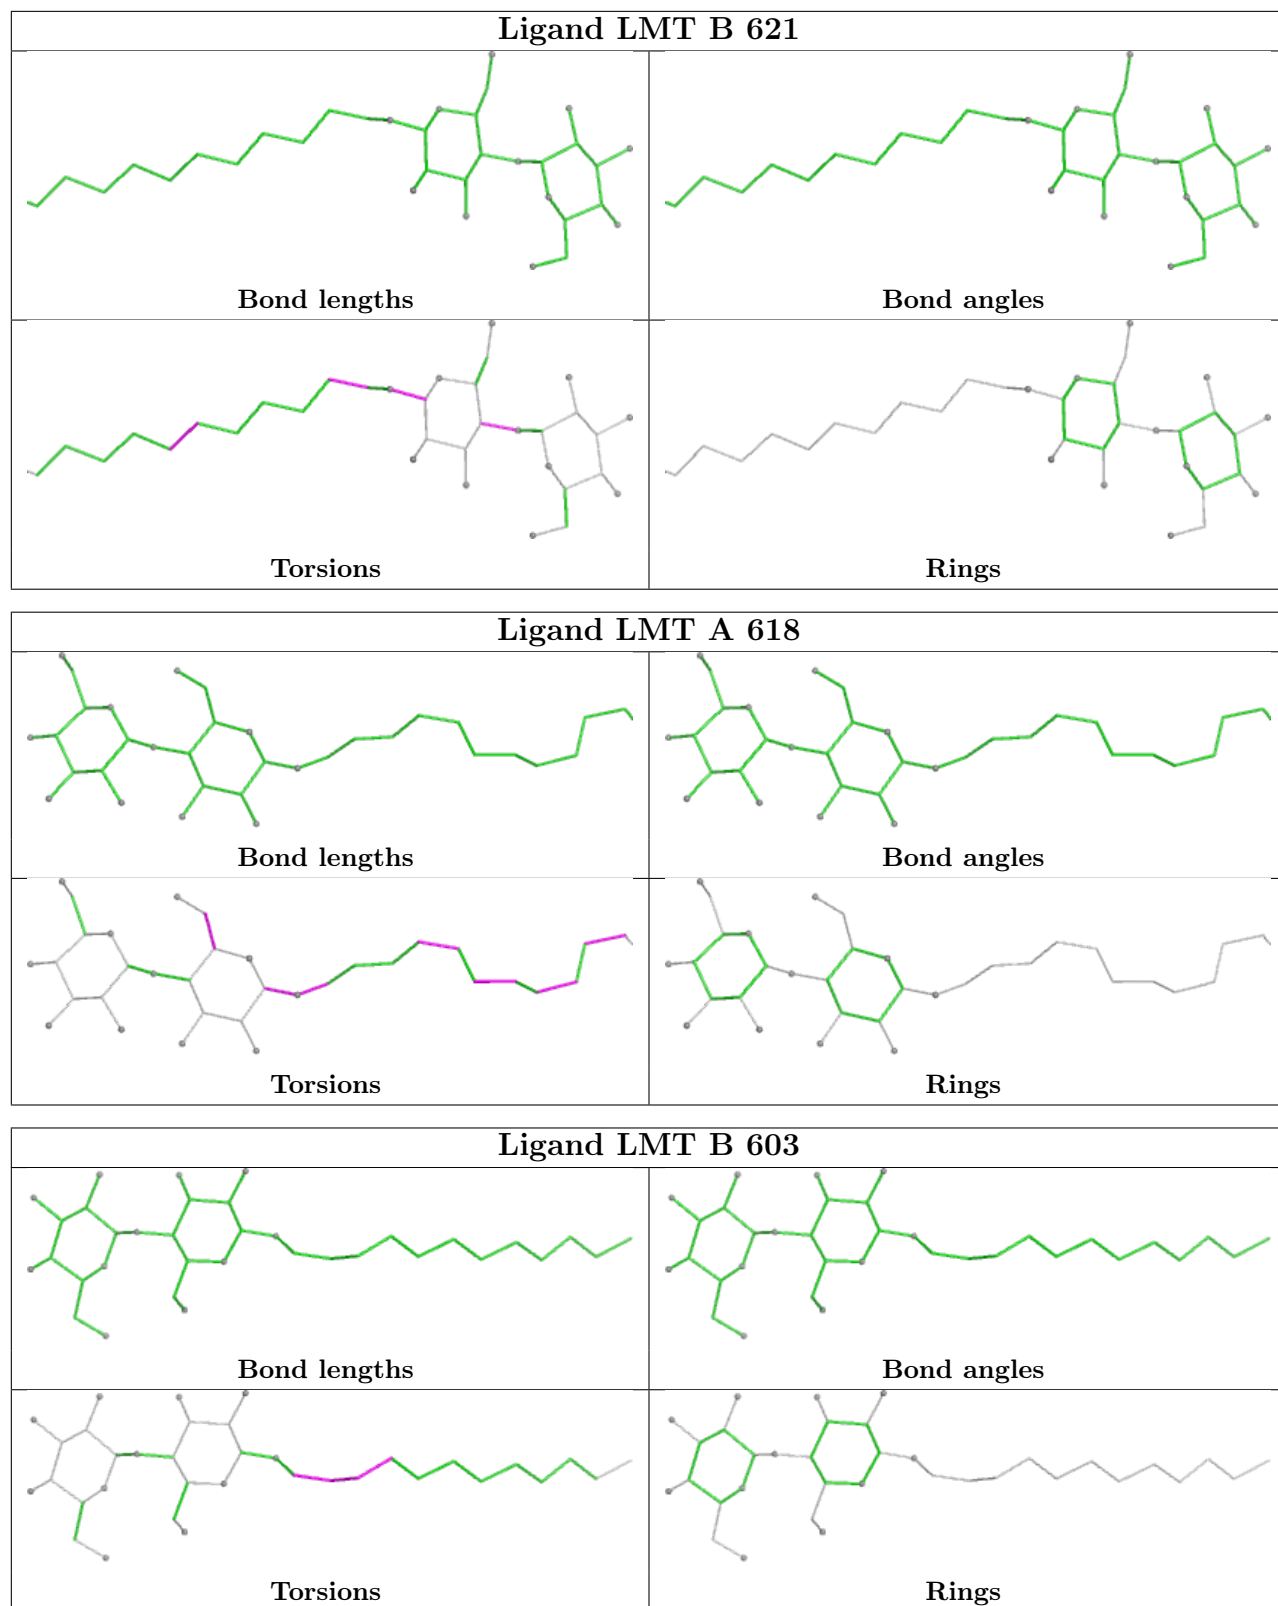 Ligand LMT B 621
Bond lengths
Bond angles
Torsions
Rings
Ligand LMT A 618
Bond lengths
Bond angles
Torsions
Rings
Ligand LMT B 603
Bond lengths
Bond angles
Torsions
Rings